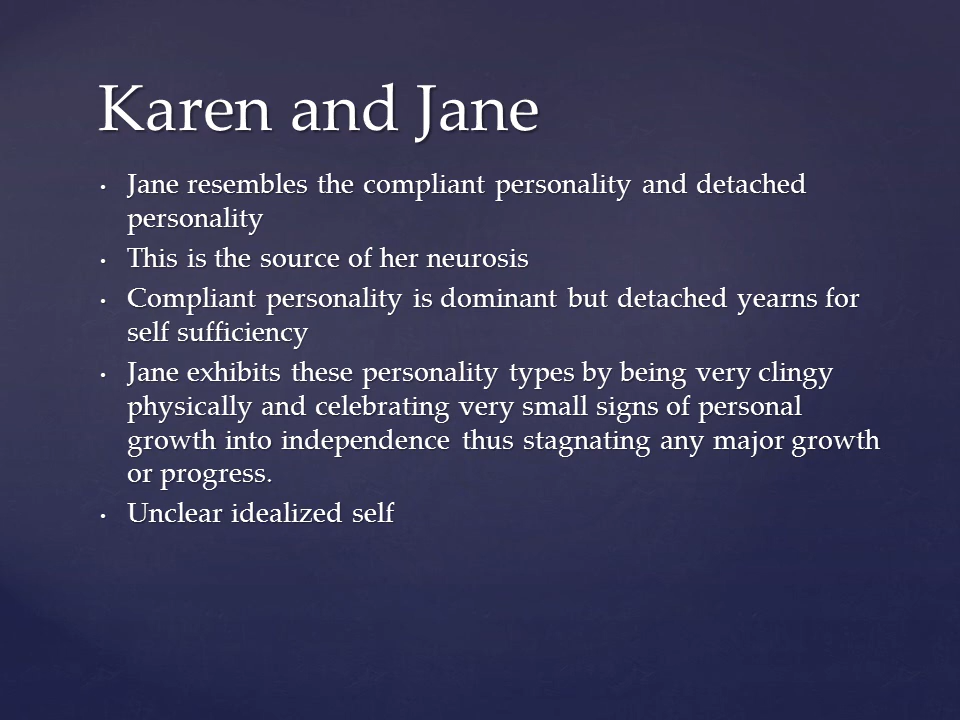 Karen and Jane
• Jane resembles the compliant personality and detached
personality
• This is the source of her neurosis
• Compliant personality is dominant but detached yearns for
self sufficiency
• Jane exhibits these personality types by being very clingy
physically and celebrating very small signs of personal
growth into independence thus stagnating any major growth
or progress.
• Unclear idealized self